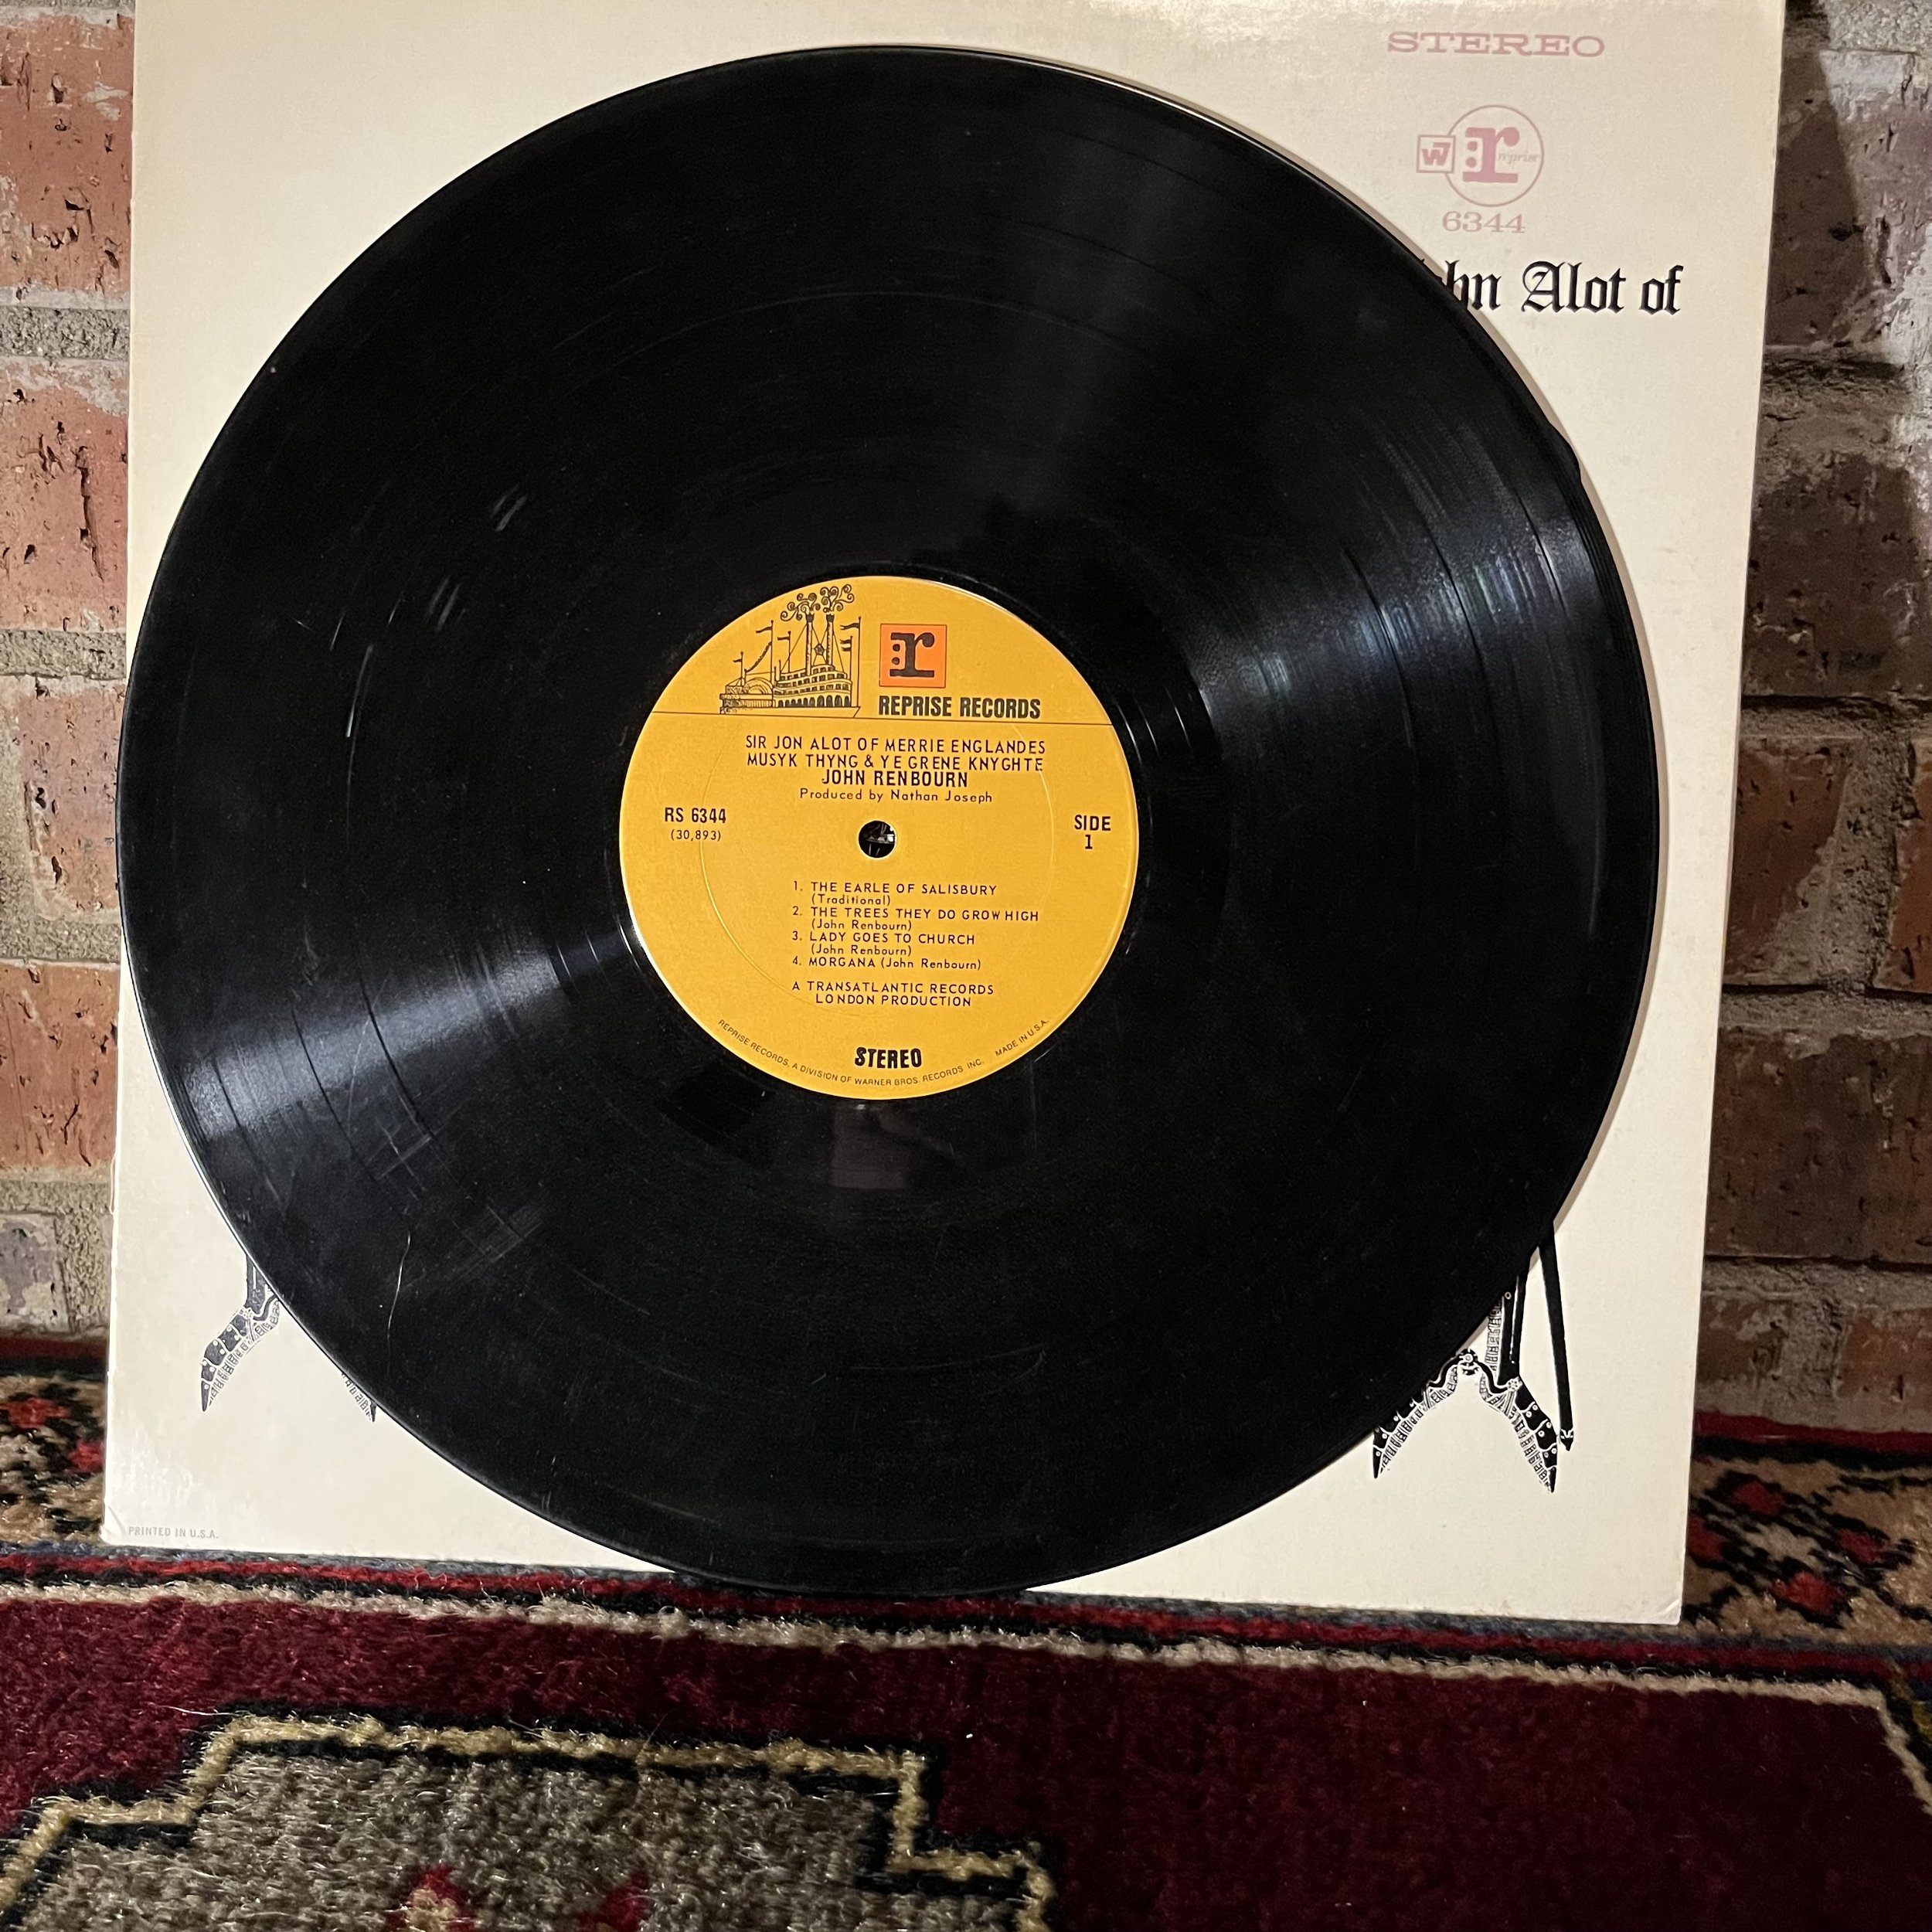 STEREO
W7 r reprise
6344
hn Alot of
r
REPRISE RECORDS
SIR JON ALOT OF MERRIE ENGLANDES
MUSYK THYNG & YE GRENE KNYGHTE
JOHN RENBOURN
Produced by Nathan Joseph
RS 6344
(30,893)
SIDE
1
1. THE EARLE OF SALISBURY
(Traditional)
2. THE TREES THEY DO GROW HIGH
(John Renbourn)
3. LADY GOES TO CHURCH
(John Renbourn)
4. MORGANA (John Renbourn)
A TRANSATLANTIC RECORDS
LONDON PRODUCTION
STEREO
REPRISE RECORDS, A DIVISION OF WARNER BROS. RECORDS INC. MADE IN U.S.A.
PRINTED IN U.S.A.